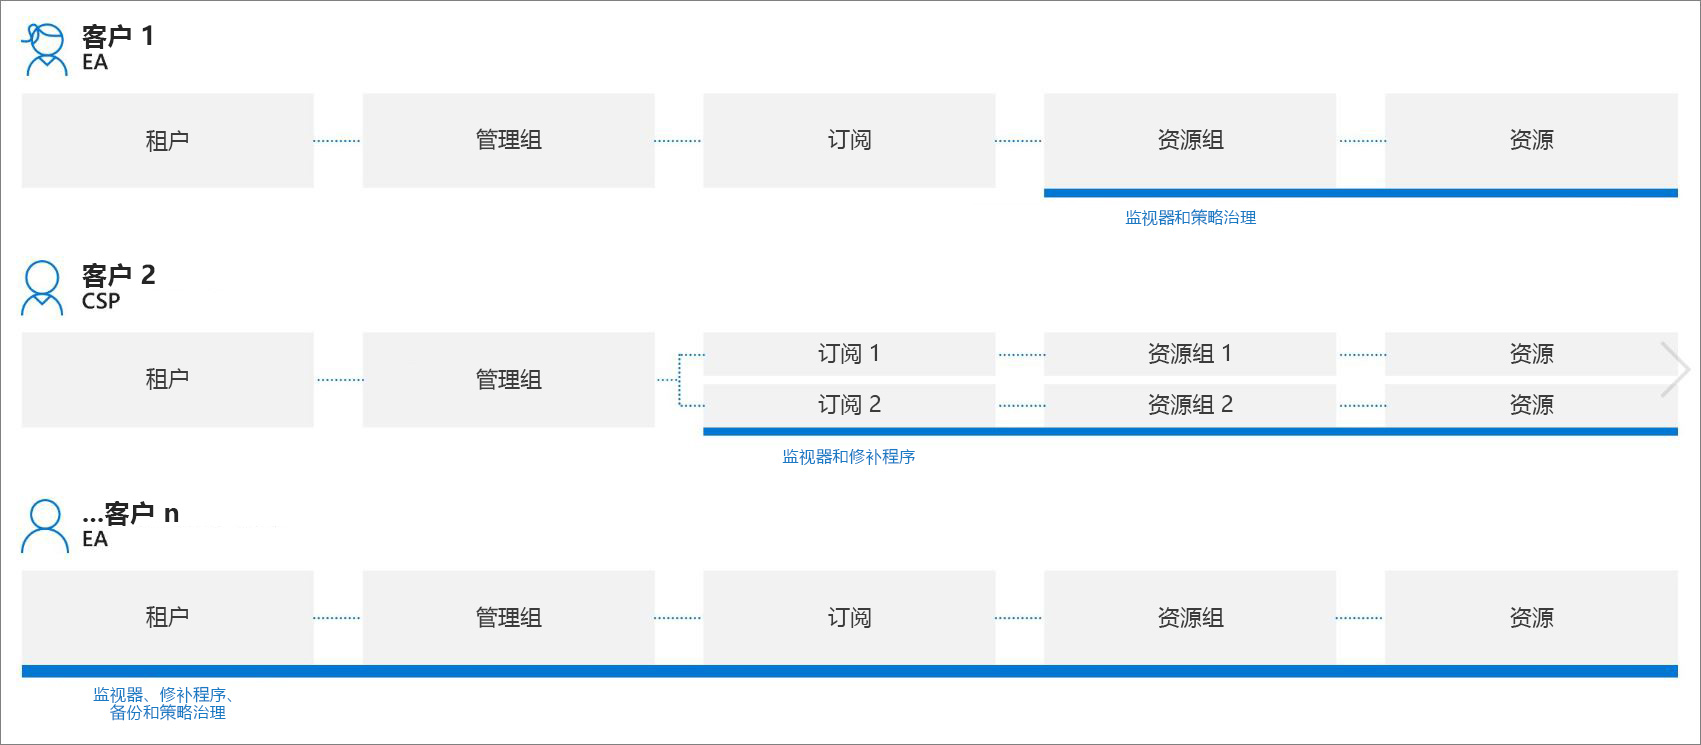 客户 1
EA
租户 管理组 订阅 资源组 资源
监视器和策略治理
客户 2
CSP
租户 管理组 订阅 1 资源组 1 资源
订阅 2 资源组 2 资源
监视器和修补程序
...客户 n
EA
租户 管理组 订阅 资源组 资源
监视器、修补程序、
备份和策略治理